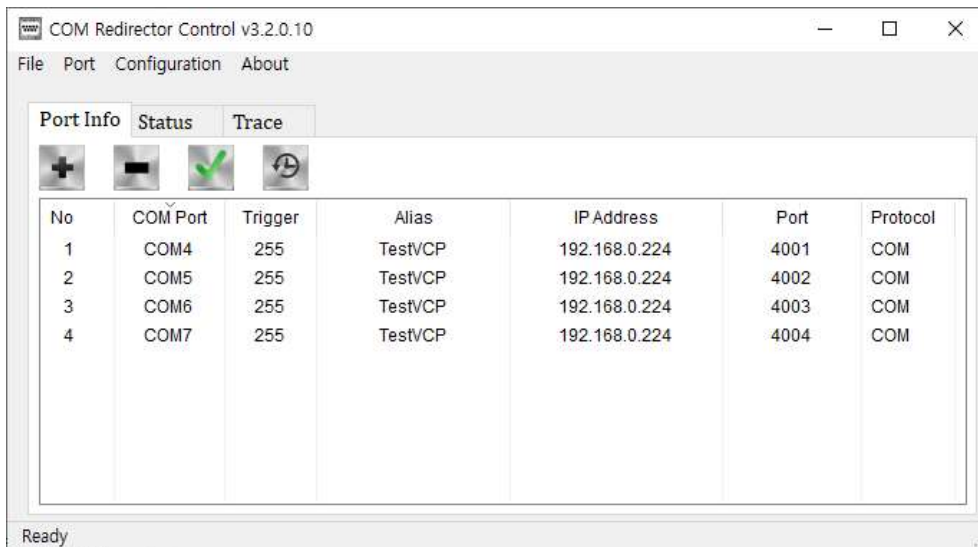 COM Redirector Control v3.2.0.10
File Port Configuration About
Port Info Status Trace
No COM Port Trigger Alias IP Address Port Protocol
1 COM4 255 TestVCP 192.168.0.224 4001 COM
2 COM5 255 TestVCP 192.168.0.224 4002 COM
3 COM6 255 TestVCP 192.168.0.224 4003 COM
4 COM7 255 TestVCP 192.168.0.224 4004 COM
Ready